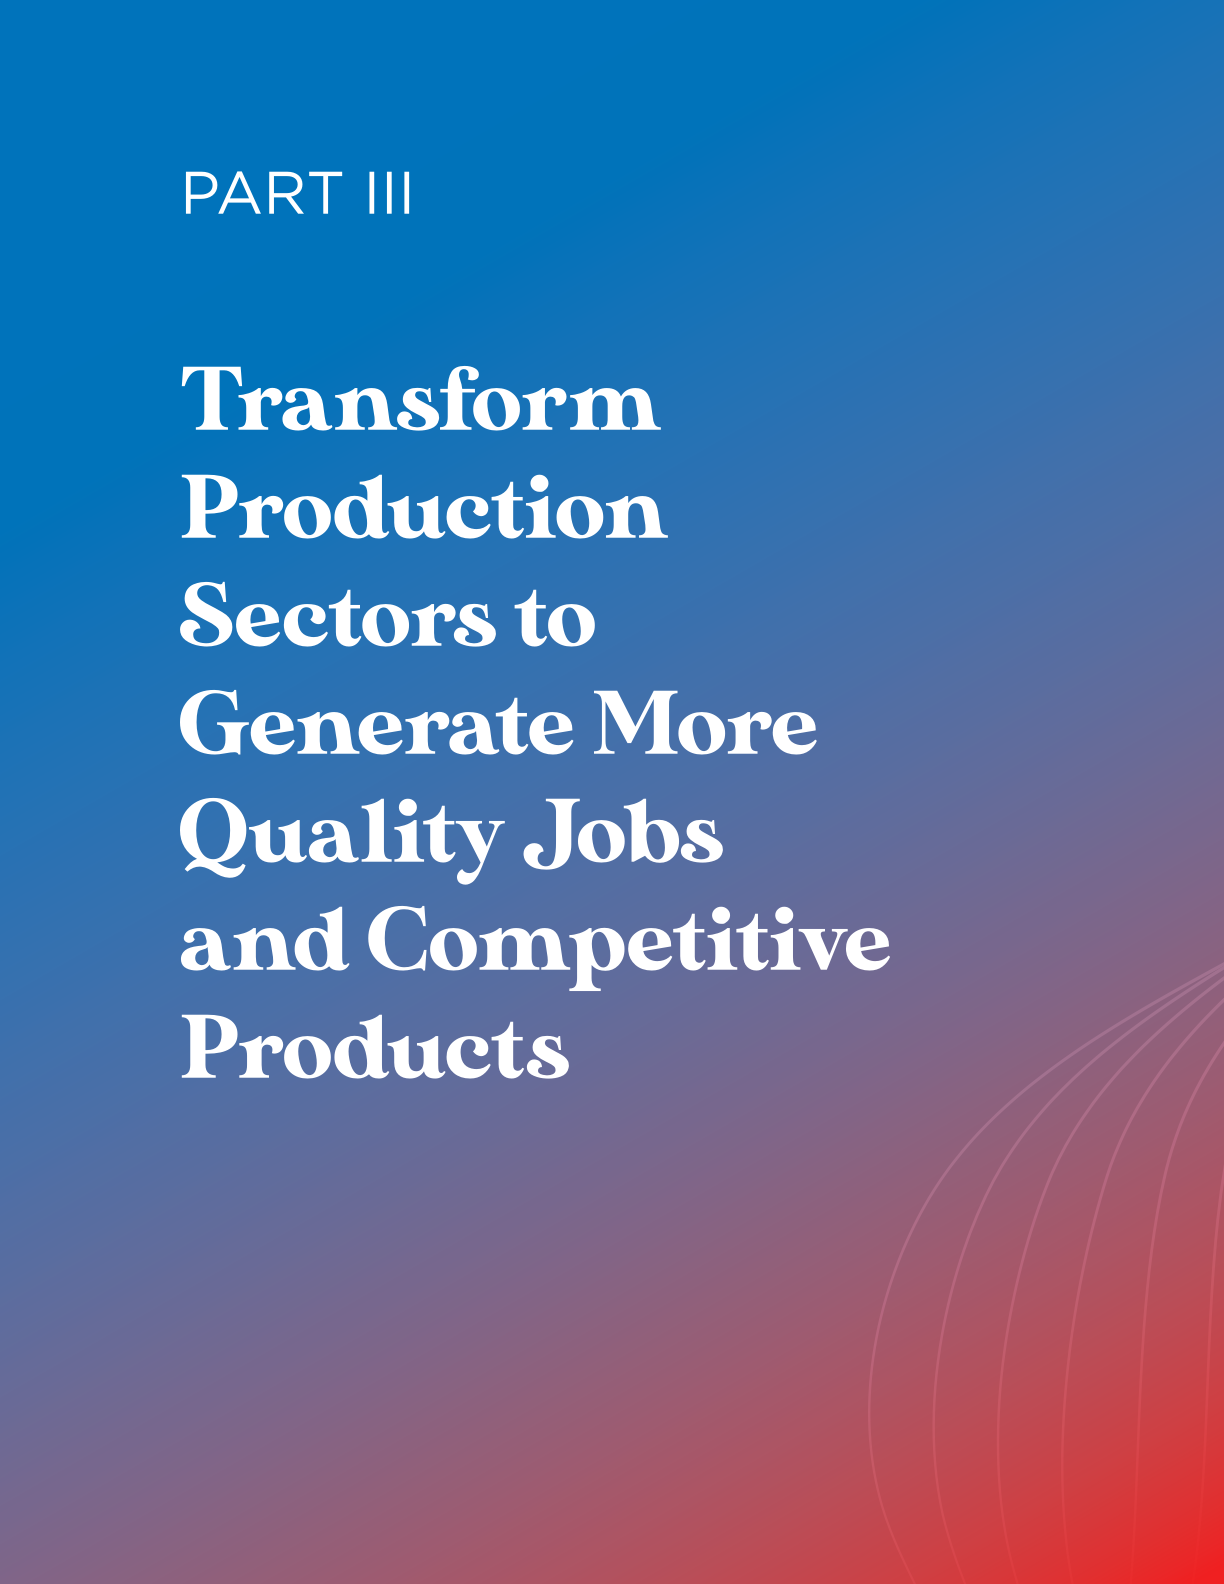 PART III
Transform
Production
Sectors to
Generate More
Quality Jobs
and Competitive
Products